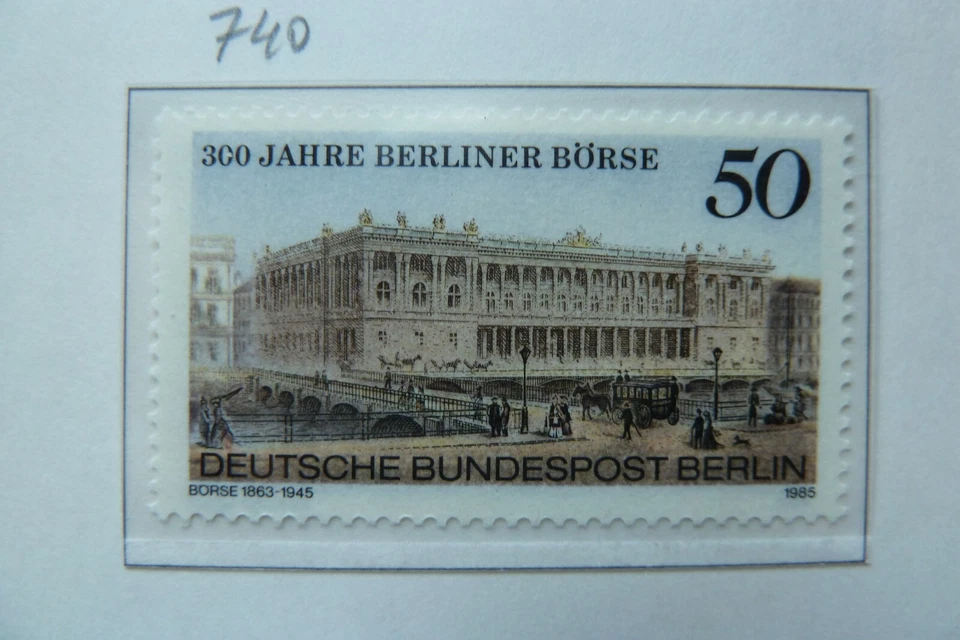 740
300 JAHRE BERLINER BÖRSE
50
DEUTSCHE BUNDESPOST BERLIN
BÖRSE 1863-1945
1985